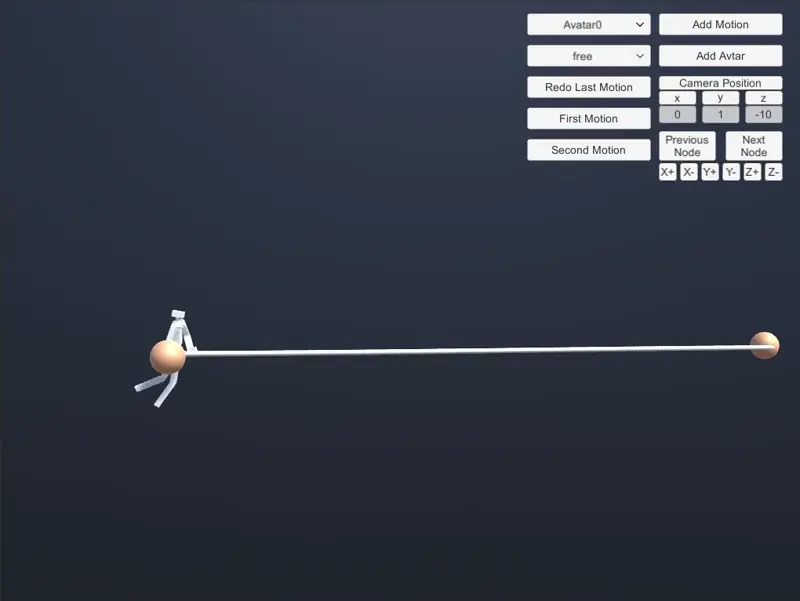 Avatar0
Add Motion
free
Add Avtar
Redo Last Motion
Camera Position
x y z
0 1 -10
First Motion
Previous
Node
Next
Node
Second Motion
X+ X- Y+ Y- Z+ Z-